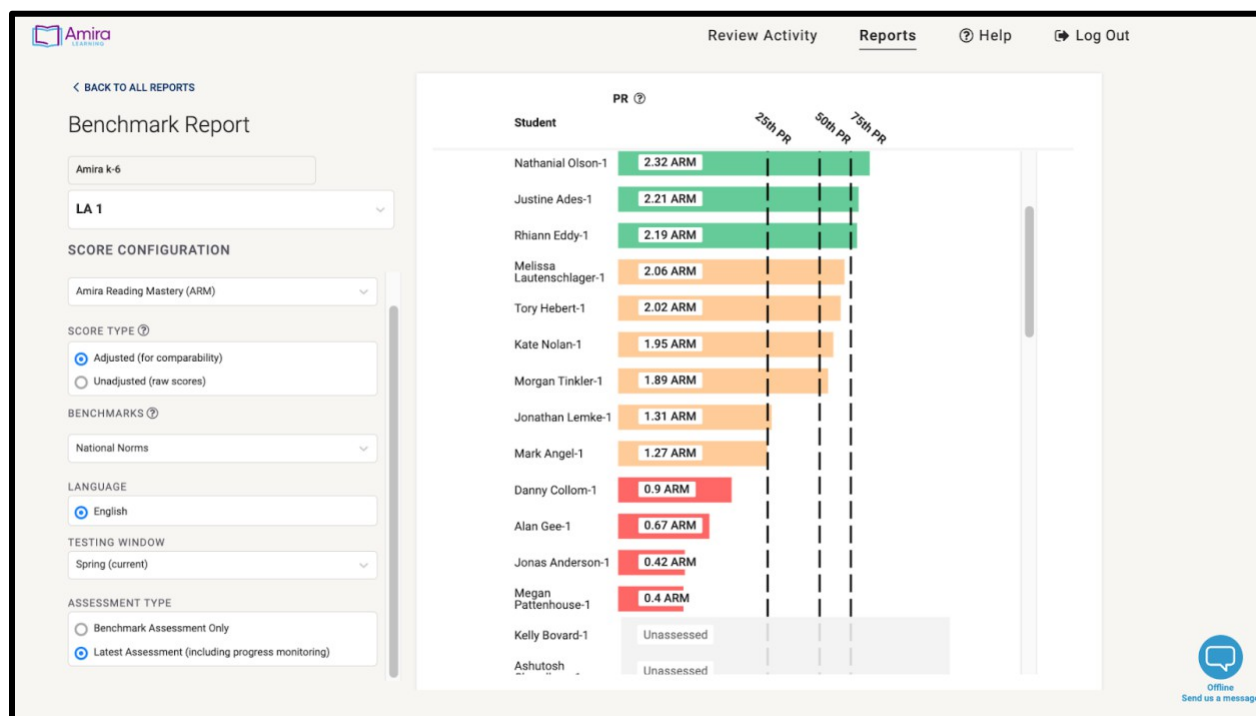 Amira
LEARNING
Review Activity
Reports
Help
Log Out
BACK TO ALL REPORTS
Benchmark Report
Amira k-6
LA 1
SCORE CONFIGURATION
Amira Reading Mastery (ARM)
SCORE TYPE
Adjusted (for comparability)
Unadjusted (raw scores)
BENCHMARKS
National Norms
LANGUAGE
English
TESTING WINDOW
Spring (current)
ASSESSMENT TYPE
Benchmark Assessment Only
Latest Assessment (including progress monitoring)
PR
Student
25th PR
50th PR
75th PR
Nathanial Olson-1
2.32 ARM
Justine Ades-1
2.21 ARM
Rhiann Eddy-1
2.19 ARM
Melissa
Lautenschlager-1
2.06 ARM
Tory Hebert-1
2.02 ARM
Kate Nolan-1
1.95 ARM
Morgan Tinkler-1
1.89 ARM
Jonathan Lemke-1
1.31 ARM
Mark Angel-1
1.27 ARM
Danny Collom-1
0.9 ARM
Alan Gee-1
0.67 ARM
Jonas Anderson-1
0.42 ARM
Megan
Pattenhouse-1
0.4 ARM
Kelly Bovard-1
Unassessed
Ashutosh
Unassessed
Offline
Send us a message